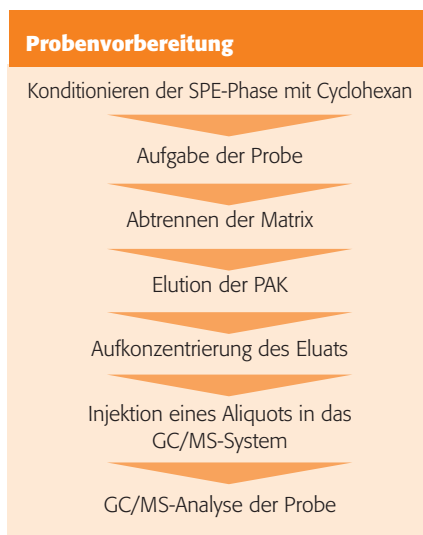 Probenvorbereitung
Konditionieren der SPE-Phase mit Cyclohexan
Aufgabe der Probe
Abtrennen der Matrix
Elution der PAK
Aufkonzentrierung des Eluats
Injektion eines Aliquots in das
GC/MS-System
GC/MS-Analyse der Probe